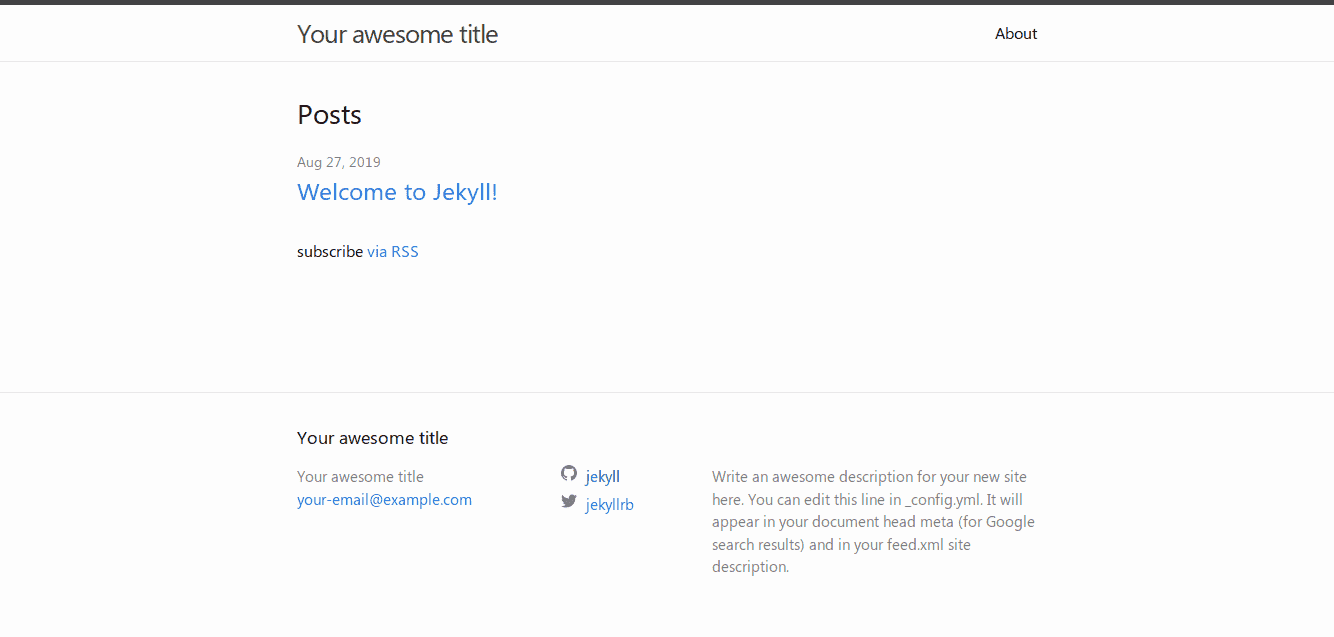 Your awesome title
About
Posts
Aug 27, 2019
Welcome to Jekyll!
subscribe via RSS
Your awesome title
Your awesome title
your-email@example.com
jekyll
jekyllrb
Write an awesome description for your new site
here. You can edit this line in _config.yml. It will
appear in your document head meta (for Google
search results) and in your feed.xml site
description.